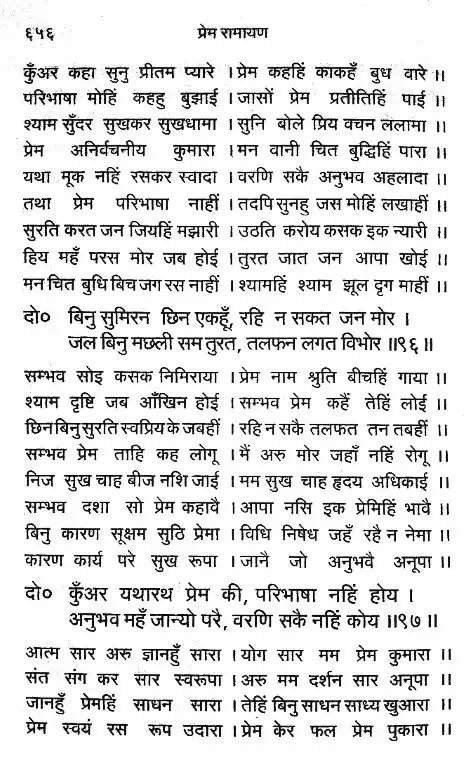 ६५६ प्रेम रामायण
कुँअर कहा सुनु प्रीतम प्यारे । प्रेम कहहिं काकहँ बुध वारे ।।
परिभाषा मोहिं कहहु बुझाई । जासों प्रेम प्रतीतिहिं पाई ।।
श्याम सुँदर सुखकर सुखधामा । सुनि बोले प्रिय वचन ललामा ।।
प्रेम अनिर्वचनीय कुमारा । मन वानी चित बुद्धिहिं पारा ।।
यथा मूक नहिं रसकर स्वादा । वरणि सकै अनुभव अहलादा ।।
तथा प्रेम परिभाषा नाहीं । तदपि सुनहु जस मोहिं लखाहीं ।।
सुरति करत जन जियहिं मझारी । उठति करोय कसक इक न्यारी ।।
हिय महँ परस मोर जब होई । तुरत जात जन आपा खोई ।।
मन चित बुधि बिच जग रस नाहीं । श्यामहिं श्याम झूल दृग माहीं ।।
दो० बिनु सुमिरन छिन एकहूँ, रहि न सकत जन मोर ।
जल बिनु मछली सम तुरत, तलफन लगत विभोर ।।९६।।
सम्भव सोइ कसक निमिराया । प्रेम नाम श्रुति बीचहिं गाया ।।
श्याम दृष्टि जब आँखिन होई । सम्भव प्रेम कहैं तेहिं लोई ।।
छिन बिनु सुरति स्वप्रिय के जबहीं । रहि न सकै तलफत तन तबहीं ।।
सम्भव प्रेम ताहि कह लोगू । मैं अरु मोर जहाँ नहिं रोगू ।।
निज सुख चाह बीज नशि जाई । मम सुख चाह हृदय अधिकाई ।।
सम्भव दशा सो प्रेम कहावै । आपा नसि इक प्रेमिहिं भावै ।।
बिनु कारण सूक्षम सुठि प्रेमा । विधि निषेध जहँ रहै न नेमा ।।
कारण कार्य परे सुख रूपा । जानै जो अनुभवै अनूपा ।।
दो० कुँअर यथारथ प्रेम की, परिभाषा नहिं होय ।
अनुभव महँ जान्यो परै, वरणि सकै नहिं कोय ।।९७।।
आत्म सार अरु ज्ञानहुँ सारा । योग सार मम प्रेम कुमारा ।।
संत संग कर सार स्वरूपा । अरु मम दर्शन सार अनूपा ।।
जानहुँ प्रेमहिं साधन सारा । तेहिं बिनु साधन साध्य खुआरा ।।
प्रेम स्वयं रस रूप उदारा । प्रेम केर फल प्रेम पुकारा ।।